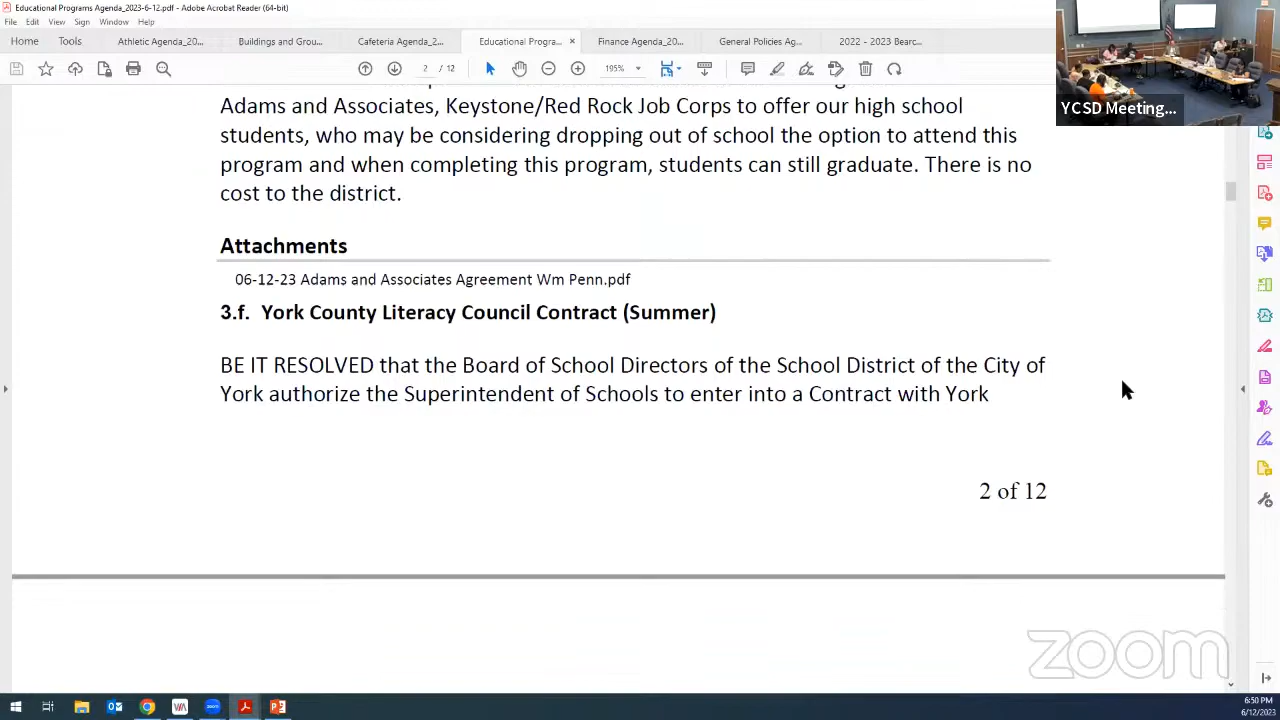 Educational Programs Agenda_2023-6-12.pdf - Adobe Acrobat Reader (64-bit)
File Edit View Sign Window Help
Home Tools Athletic Agenda_20... Buildings and Grou... Cafeteria Agenda_2... Educational Progra... × Finance Agenda_20... General Policies Ag... 2022 - 2023 Bearc...
2 / 12 195%
YCSD Meeting...
Adams and Associates, Keystone/Red Rock Job Corps to offer our high school
students, who may be considering dropping out of school the option to attend this
program and when completing this program, students can still graduate. There is no
cost to the district.
Attachments
06-12-23 Adams and Associates Agreement Wm Penn.pdf
3.f. York County Literacy Council Contract (Summer)
BE IT RESOLVED that the Board of School Directors of the School District of the City of
York authorize the Superintendent of Schools to enter into a Contract with York
2 of 12
zoom
6:50 PM
6/12/2023